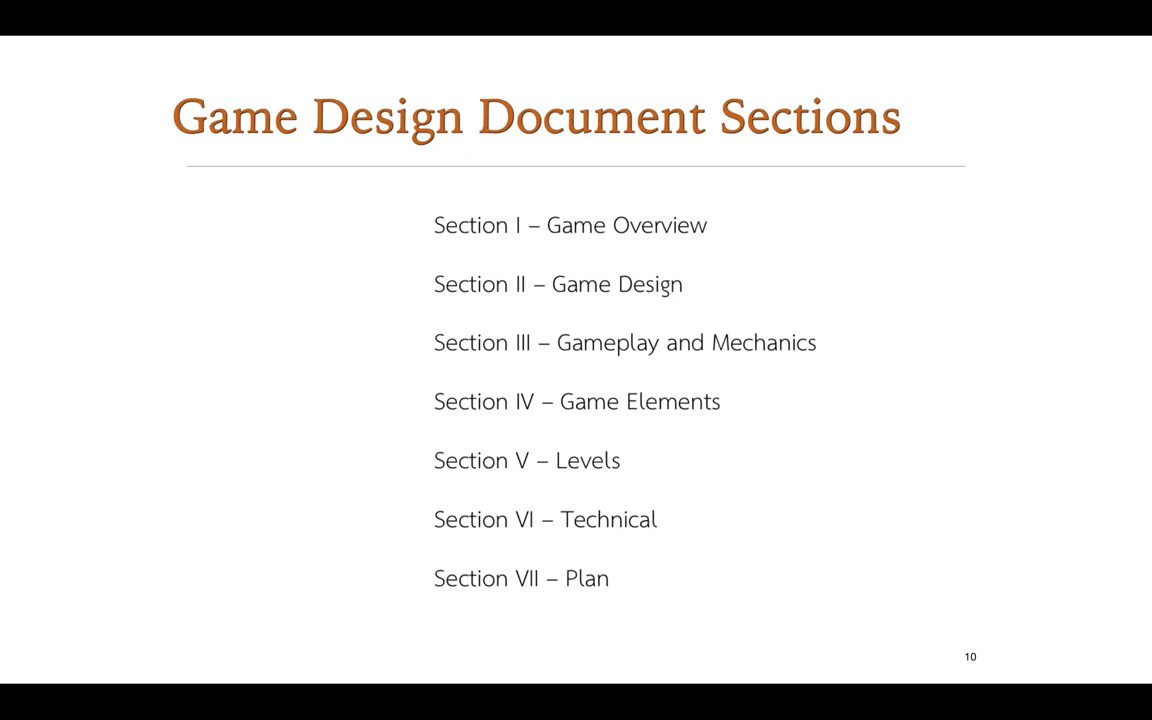 Game Design Document Sections
Section I – Game Overview
Section II – Game Design
Section III – Gameplay and Mechanics
Section IV – Game Elements
Section V – Levels
Section VI – Technical
Section VII – Plan
10